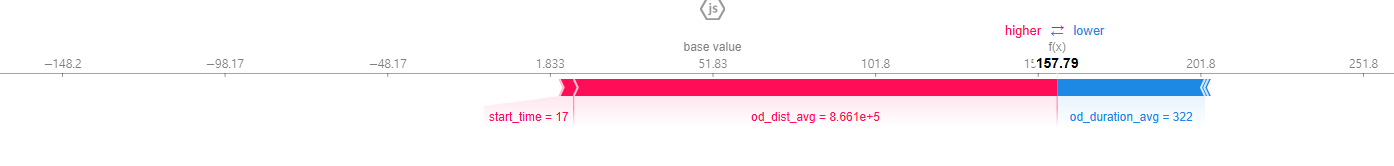 js
higher ⇄ lower
base value
f(x)
−148.2 −98.17 −48.17 1.833 51.83 101.8 157.79 201.8 251.8
start_time = 17 od_dist_avg = 8.661e+5 od_duration_avg = 322